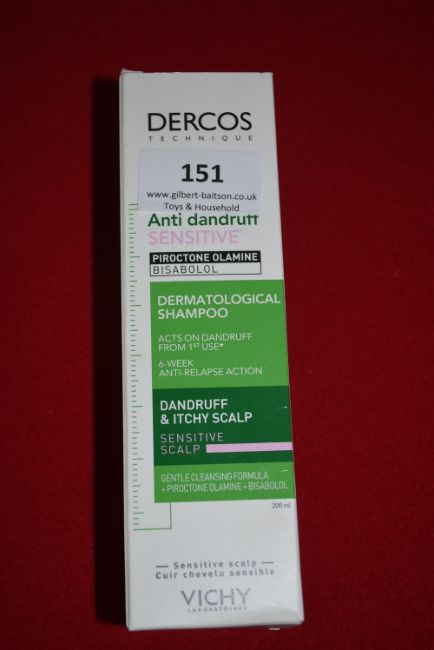 DERCOS
TECHNIQUE
151
www.gilbert-baitson.co.uk
Toys & Household
Anti dandruff
SENSITIVE
PIROCTONE OLAMINE
BISABOLOL
DERMATOLOGICAL
SHAMPOO
ACTS ON DANDRUFF
FROM 1ST USE*
6-WEEK
ANTI-RELAPSE ACTION
DANDRUFF
& ITCHY SCALP
SENSITIVE
SCALP
GENTLE CLEANSING FORMULA
+ PIROCTONE OLAMINE + BISABOLOL
200 ml
Sensitive scalp
Cuir chevelu sensible
VICHY
LABORATOIRES